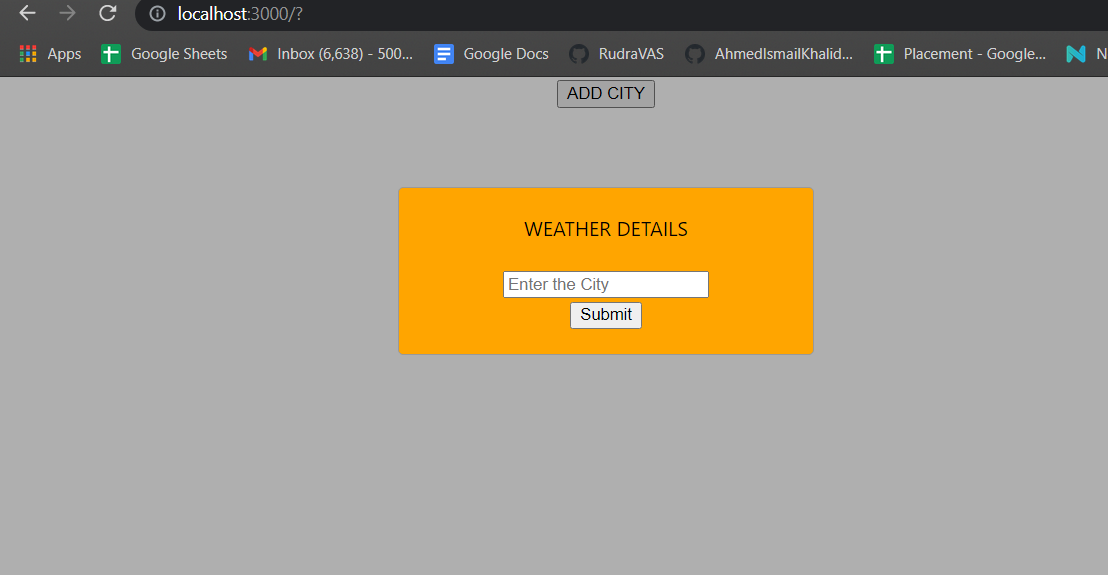 localhost:3000/?
Apps Google Sheets Inbox (6,638) - 500... Google Docs RudraVAS AhmedIsmailKhalid... Placement - Google... N
ADD CITY
WEATHER DETAILS
Enter the City
Submit